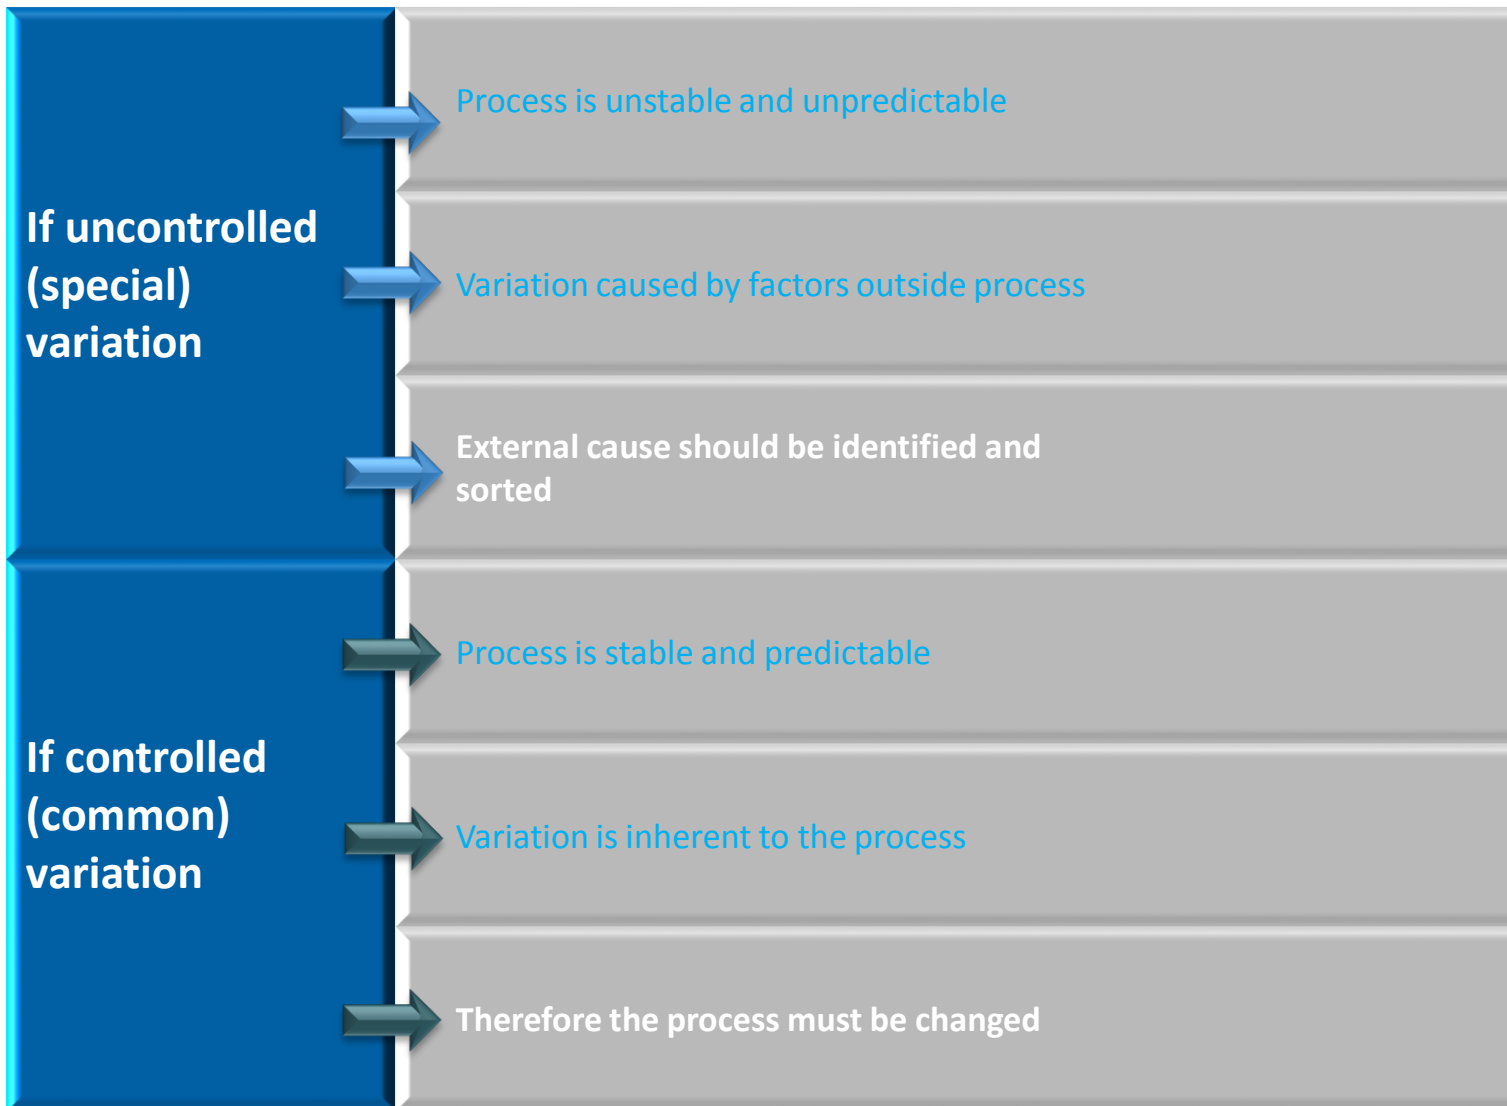 If uncontrolled
(special)
variation
Process is unstable and unpredictable
Variation caused by factors outside process
External cause should be identified and
sorted
If controlled
(common)
variation
Process is stable and predictable
Variation is inherent to the process
Therefore the process must be changed